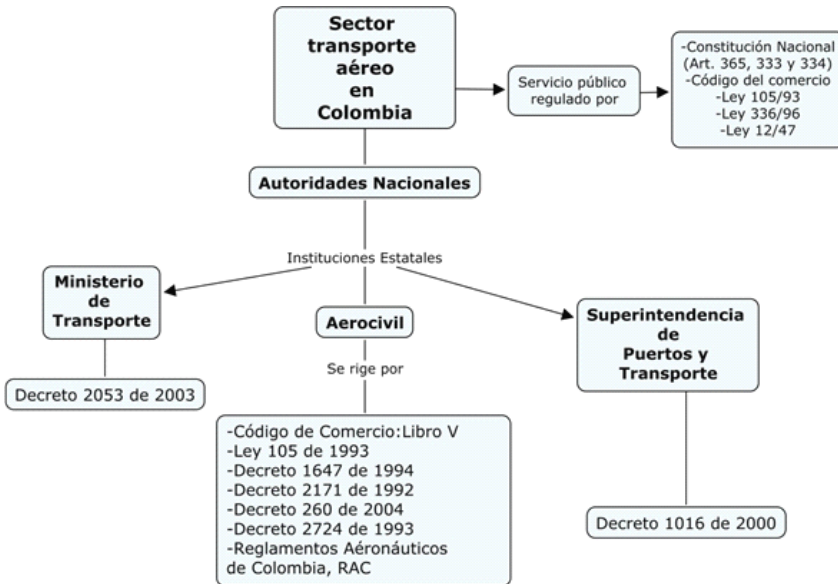 Sector
transporte
aéreo
en
Colombia
Servicio público
regulado por
-Constitución Nacional
(Art. 365, 333 y 334)
-Código del comercio
-Ley 105/93
-Ley 336/96
-Ley 12/47
Autoridades Nacionales
Instituciones Estatales
Ministerio
de
Transporte
Decreto 2053 de 2003
Aerocivil
Se rige por
-Código de Comercio:Libro V
-Ley 105 de 1993
-Decreto 1647 de 1994
-Decreto 2171 de 1992
-Decreto 260 de 2004
-Decreto 2724 de 1993
-Reglamentos Aéronáuticos
de Colombia, RAC
Superintendencia
de
Puertos y
Transporte
Decreto 1016 de 2000